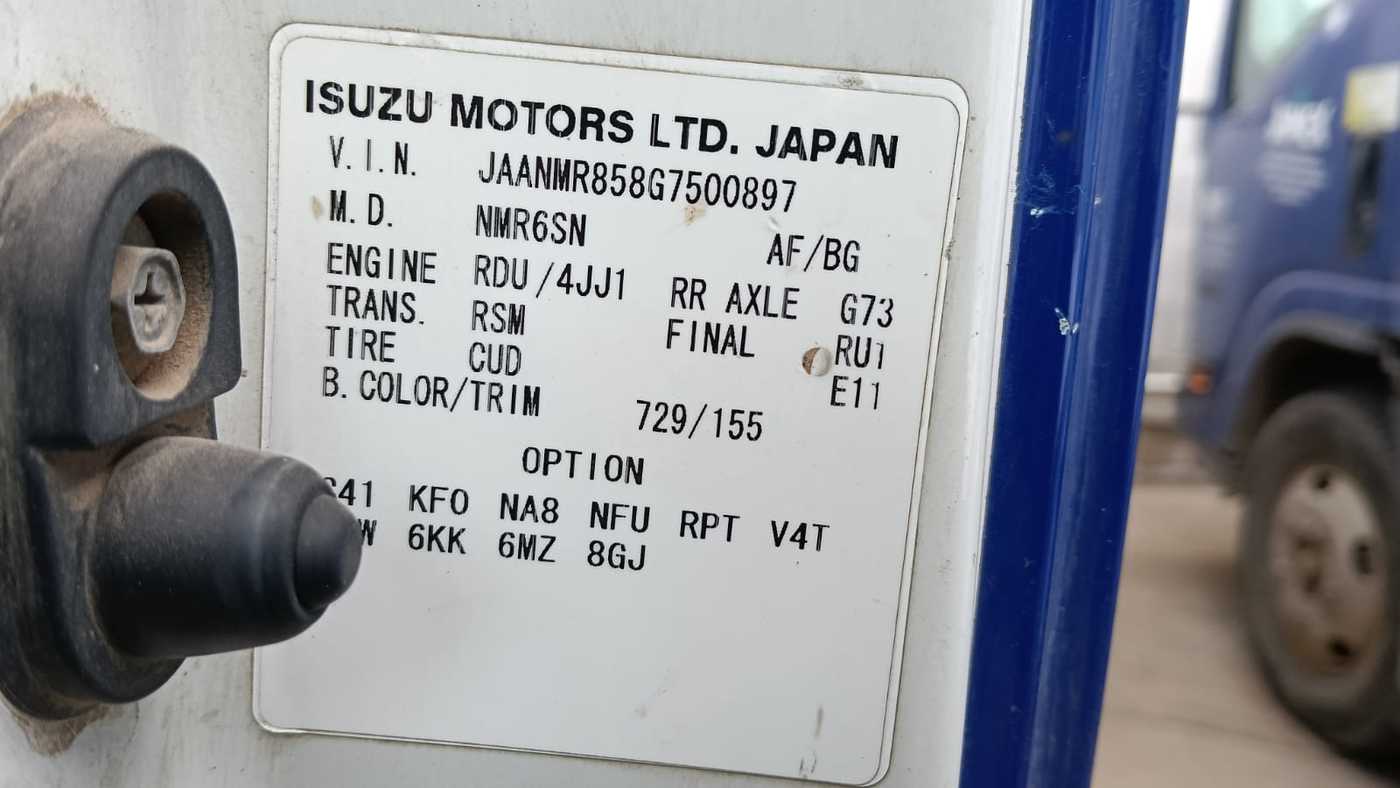 ISUZU MOTORS LTD. JAPAN
V.I.N. JAANMR858G7500897
M.D. NMR6SN AF/BG
ENGINE RDU/4JJ1 RR AXLE G73
TRANS. RSM FINAL RU1
TIRE CUD E11
B.COLOR/TRIM 729/155
OPTION
KFO NA8 NFU RPT V4T
6KK 6MZ 8GJ